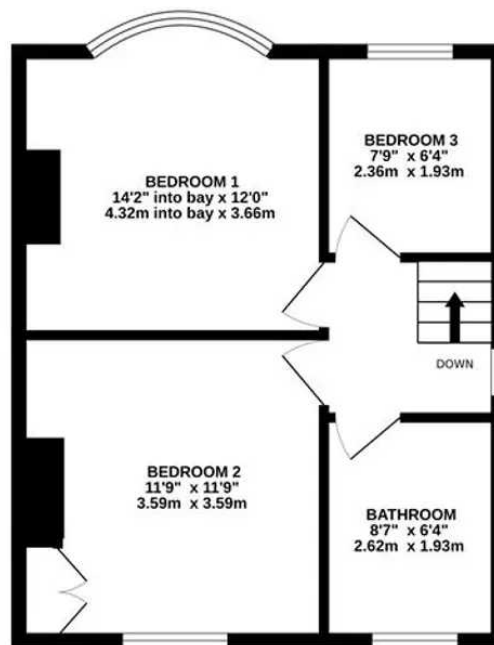 BEDROOM 1
14'2" into bay x 12'0"
4.32m into bay x 3.66m
BEDROOM 3
7'9" x 6'4"
2.36m x 1.93m
DOWN
BEDROOM 2
11'9" x 11'9"
3.59m x 3.59m
BATHROOM
8'7" x 6'4"
2.62m x 1.93m